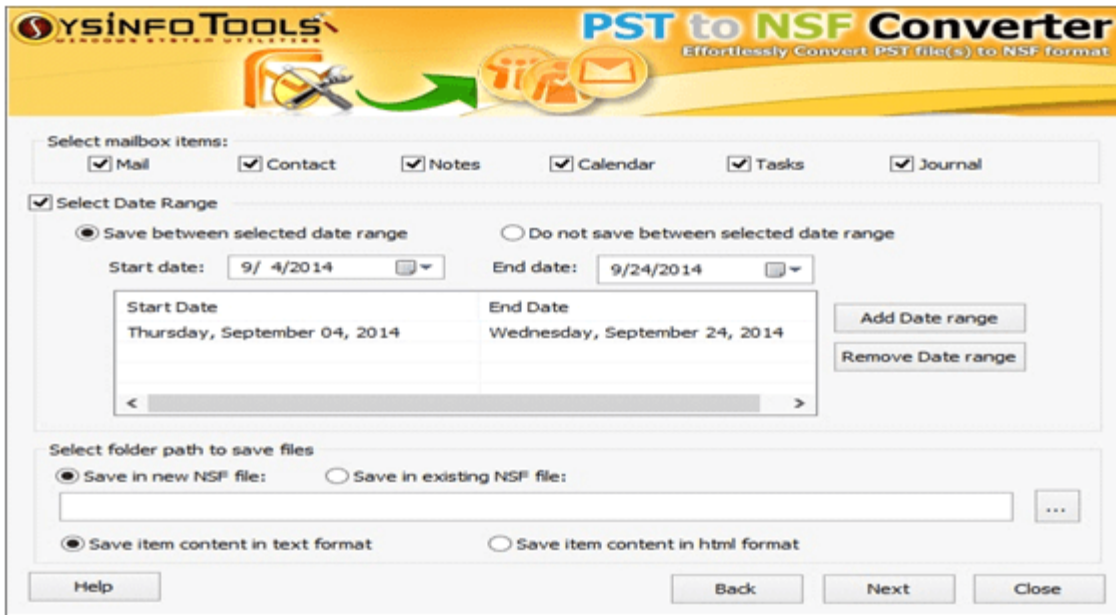 SYSINFOTOOLS
WINDOWS SYSTEM UTILITIES
PST to NSF Converter
Effortlessly Convert PST file(s) to NSF format
Select mailbox items:
Mail Contact Notes Calendar Tasks Journal
Select Date Range
Save between selected date range Do not save between selected date range
Start date: 9/ 4/2014 End date: 9/24/2014
Start Date End Date
Thursday, September 04, 2014 Wednesday, September 24, 2014
Add Date range
Remove Date range
Select folder path to save files
Save in new NSF file: Save in existing NSF file:
...
Save item content in text format Save item content in html format
Help Back Next Close